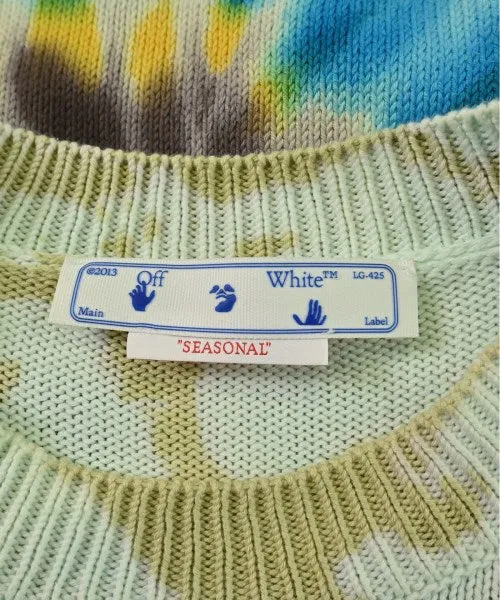 ©2013 Off White™ LG-425
Main Label
"SEASONAL"